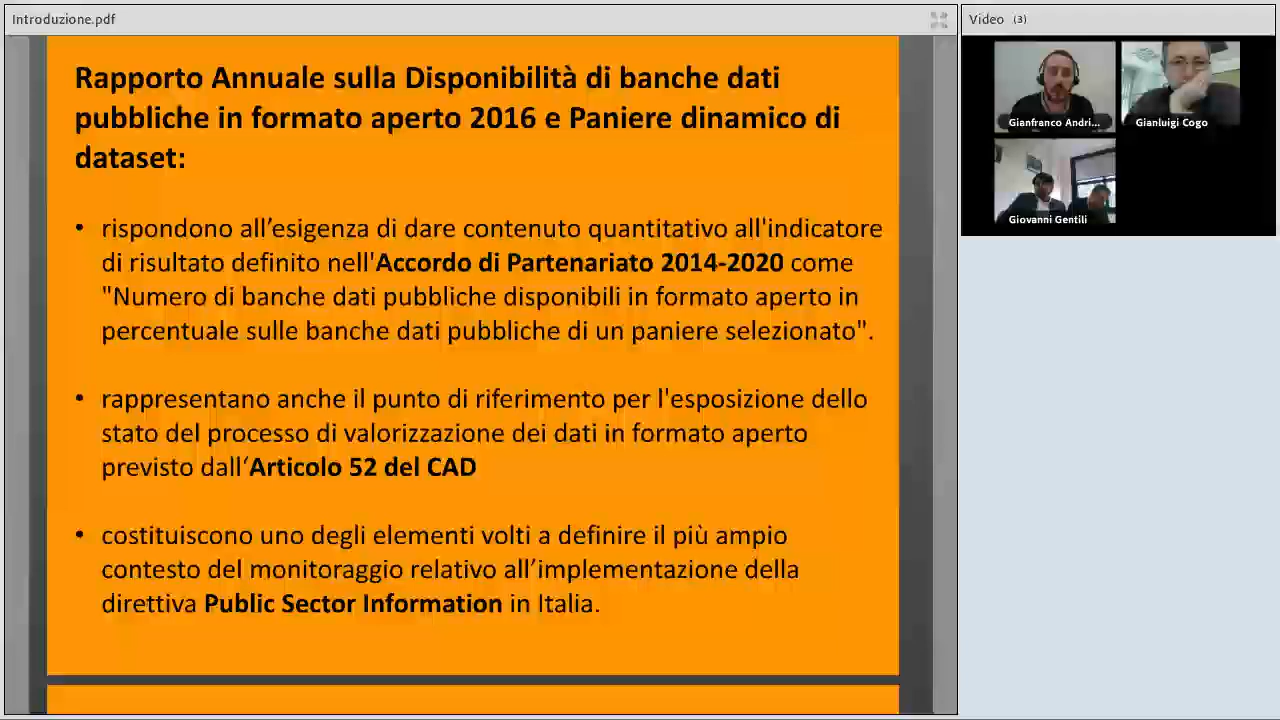 Introduzione.pdf
Video (3)
Rapporto Annuale sulla Disponibilità di banche dati
pubbliche in formato aperto 2016 e Paniere dinamico di
dataset:
• rispondono all’esigenza di dare contenuto quantitativo all'indicatore
di risultato definito nell'Accordo di Partenariato 2014-2020 come
"Numero di banche dati pubbliche disponibili in formato aperto in
percentuale sulle banche dati pubbliche di un paniere selezionato".
• rappresentano anche il punto di riferimento per l'esposizione dello
stato del processo di valorizzazione dei dati in formato aperto
previsto dall‘Articolo 52 del CAD
• costituiscono uno degli elementi volti a definire il più ampio
contesto del monitoraggio relativo all’implementazione della
direttiva Public Sector Information in Italia.
Gianfranco Andri...
Gianluigi Cogo
Giovanni Gentili